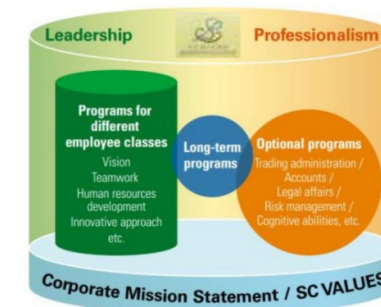 Leadership
Professionalism
Programs for
different
employee classes
Vision
Teamwork
Human resources
development
Innovative approach
etc.
Long-term
programs
Optional programs
Trading administration /
Accounts /
Legal affairs /
Risk management /
Cognitive abilities, etc.
Corporate Mission Statement / SC VALUES